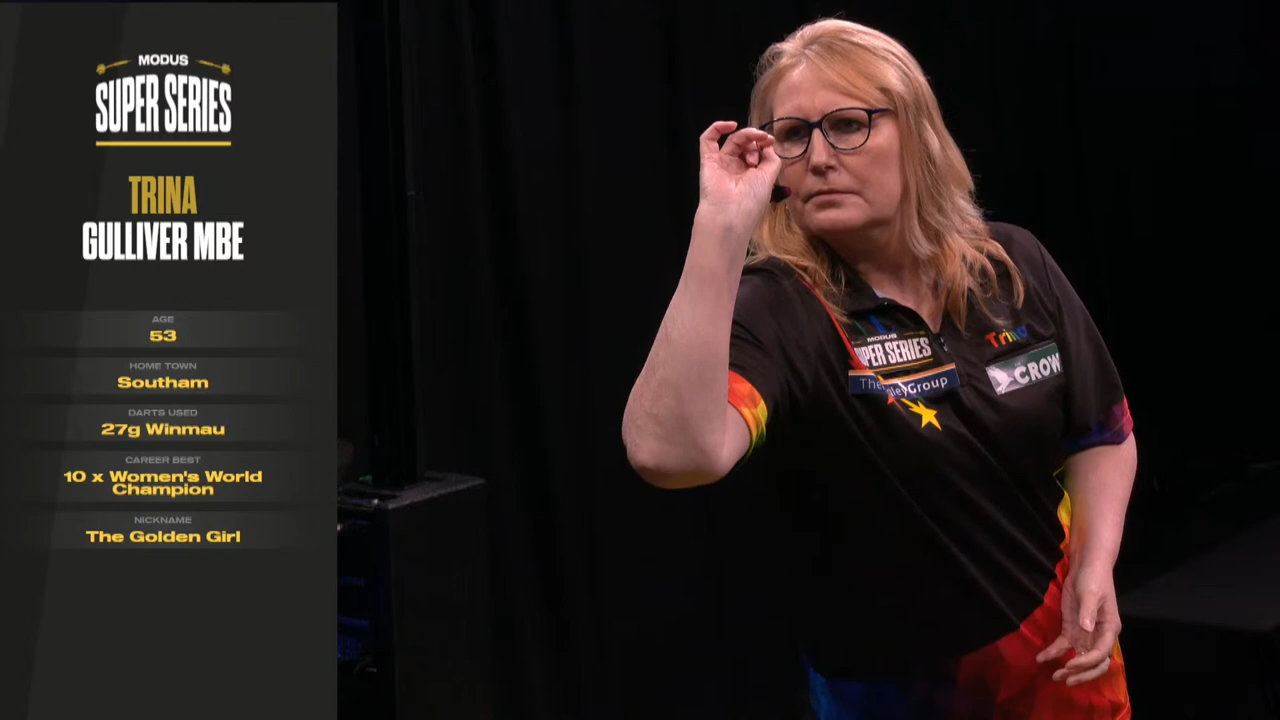 MODUS
SUPER SERIES
TRINA
GULLIVER MBE
AGE
53
HOME TOWN
Southam
DARTS USED
27g Winmau
CAREER BEST
10 x Women's World
Champion
NICKNAME
The Golden Girl
MODUS
SUPER SERIES
Group
Trina
CROW